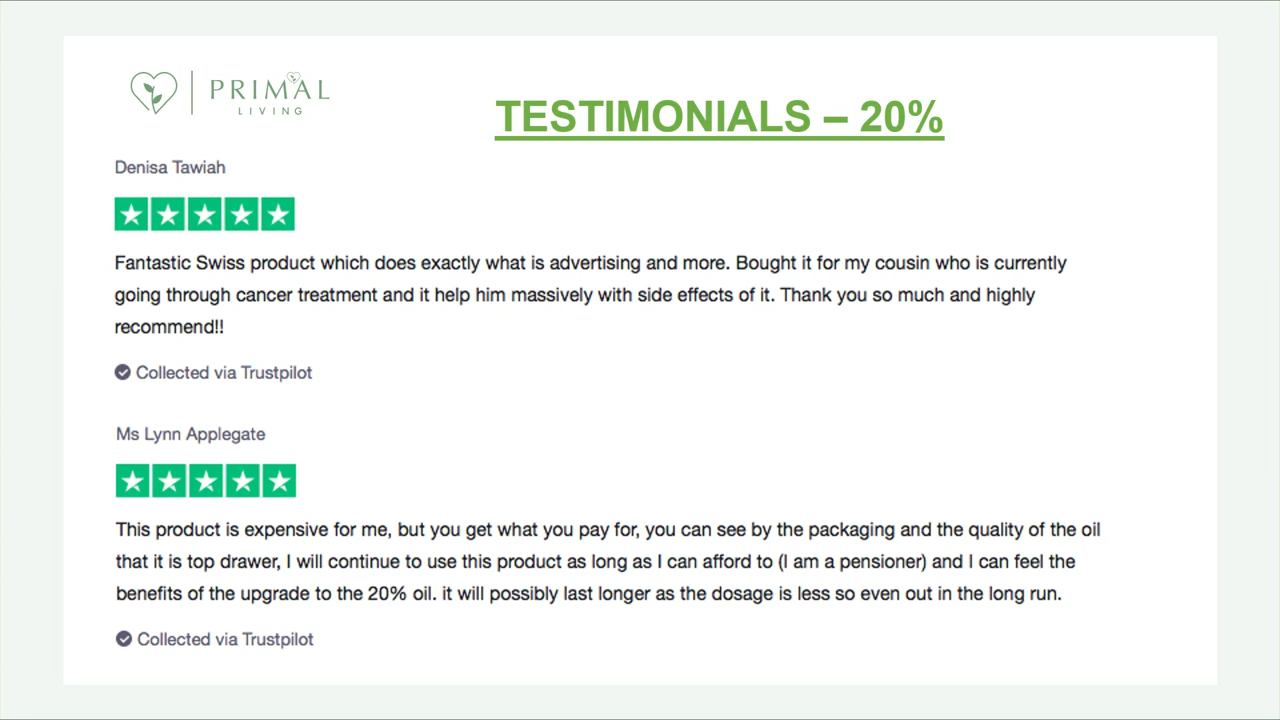 PRIMAL
LIVING
TESTIMONIALS – 20%
Denisa Tawiah
Fantastic Swiss product which does exactly what is advertising and more. Bought it for my cousin who is currently
going through cancer treatment and it help him massively with side effects of it. Thank you so much and highly
recommend!!
Collected via Trustpilot
Ms Lynn Applegate
This product is expensive for me, but you get what you pay for, you can see by the packaging and the quality of the oil
that it is top drawer, I will continue to use this product as long as I can afford to (I am a pensioner) and I can feel the
benefits of the upgrade to the 20% oil. it will possibly last longer as the dosage is less so even out in the long run.
Collected via Trustpilot